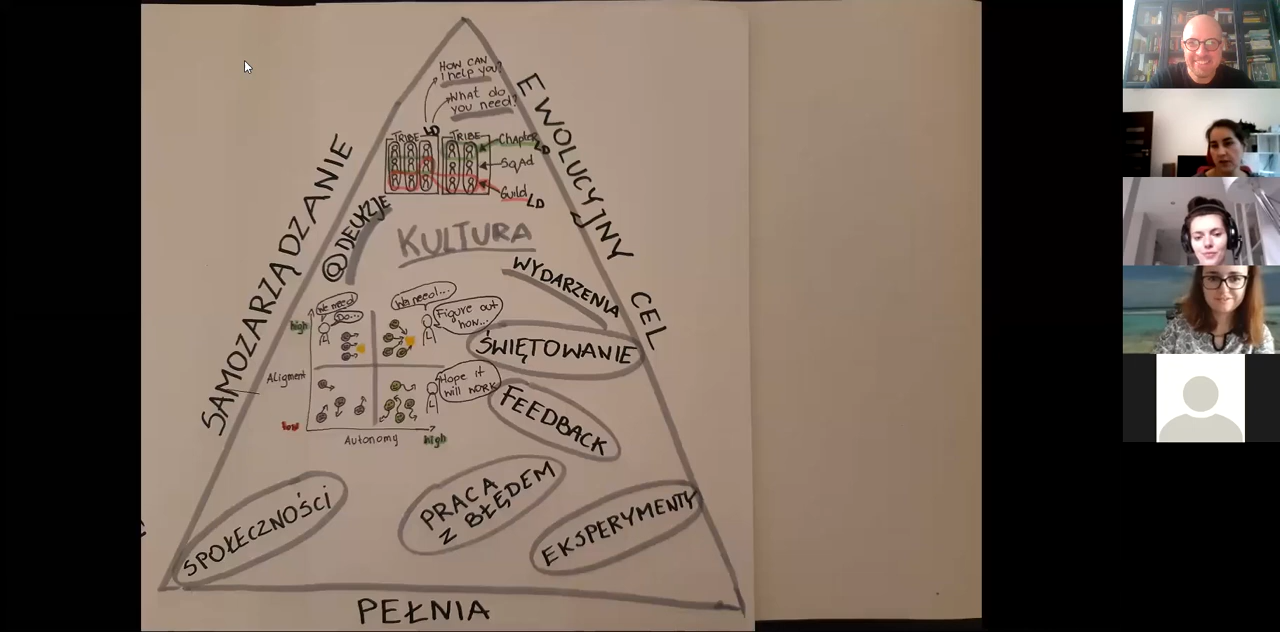 HOW CAN
I help you?
What do
you need?
TRIBE
LD
TRIBE
Chapter
LD
SQAd
Guild
LD
SAMOZARZĄDZANIE
EWOLUCYJNY CEL
@DEUKZJE
KULTURA
WYDARZENIA
We need
Do...
We need...
Figure out
how...
high
ŚWIĘTOWANIE
Aligment
Hope it
will work
FEEDBACK
low
Autonomy
high
SPOŁECZNOŚCI
PRACA
Z BŁĘDEM
EKSPERYMENTY
PEŁNIA